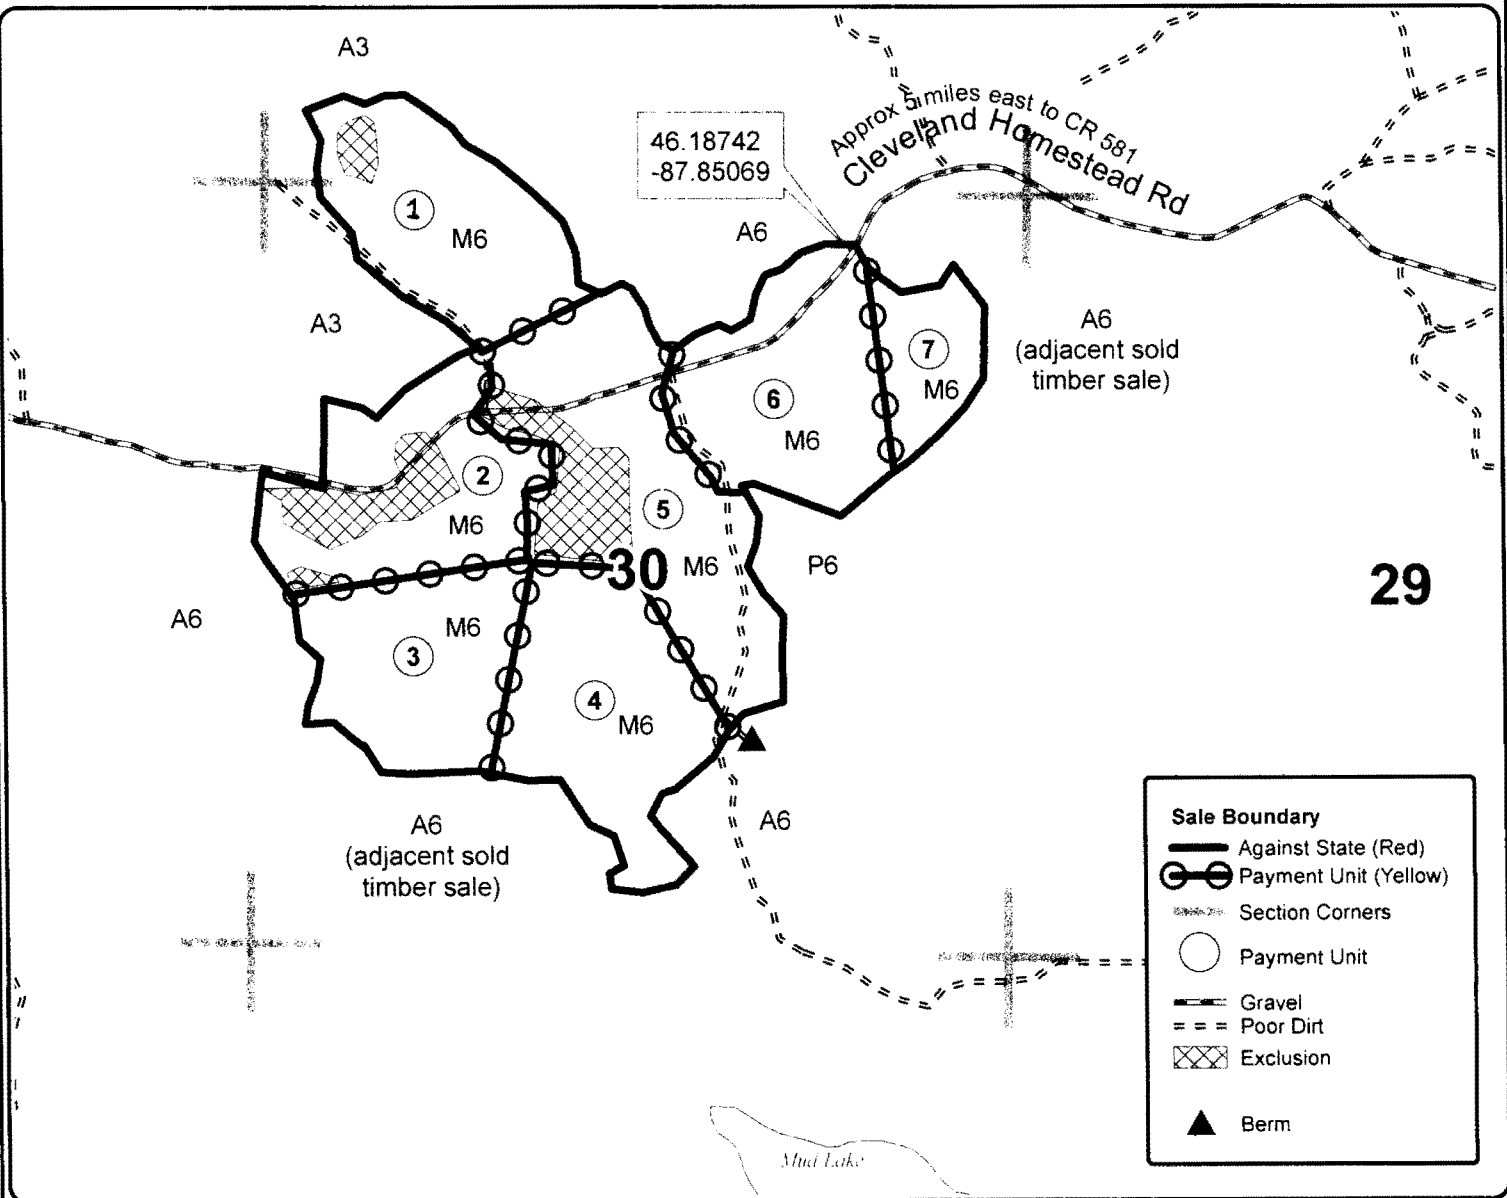 A3
46.18742
-87.85069
Approx 5 miles east to CR 581
Cleveland Homestead Rd
1
M6
A6
A3
7
M6
A6
(adjacent sold
timber sale)
6
M6
2
M6
5
M6
30
P6
29
A6
M6
3
4
M6
A6
(adjacent sold
timber sale)
A6
Sale Boundary
Against State (Red)
Payment Unit (Yellow)
Section Corners
Payment Unit
Gravel
Poor Dirt
Exclusion
Berm
Mud Lake